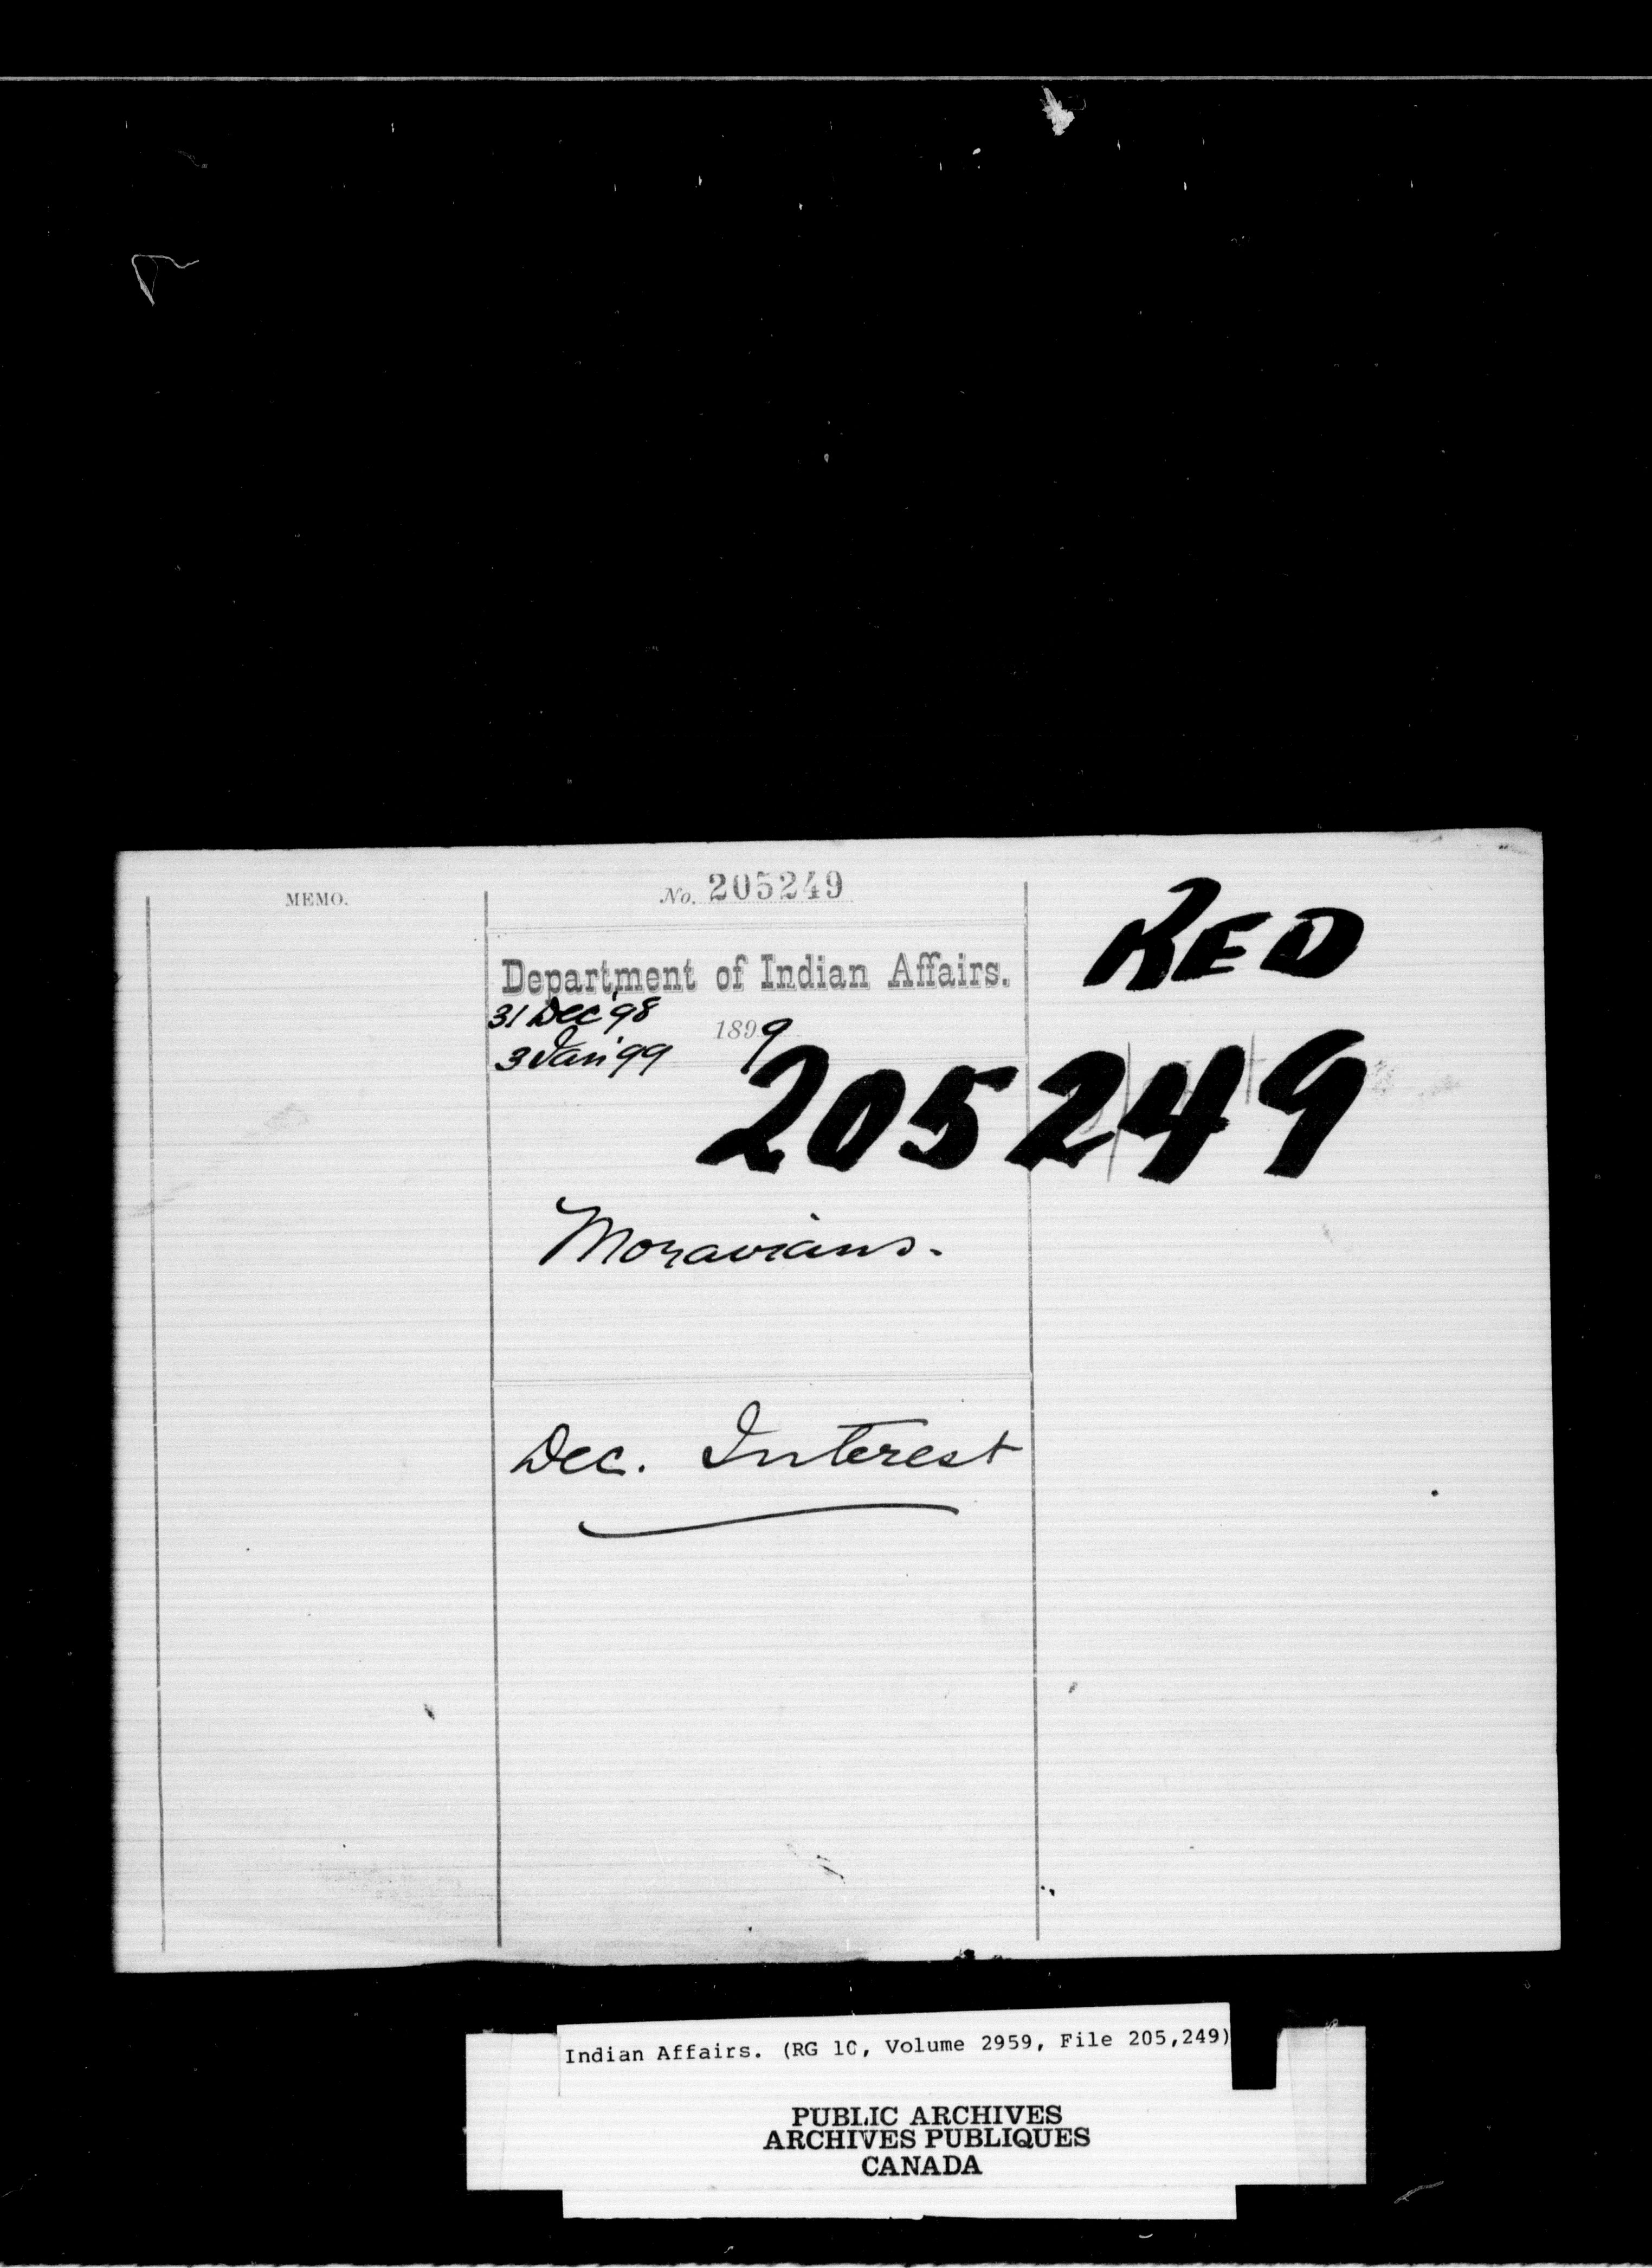 MEMO.
No. 205249
RED
Department of Indian Affairs.
31 Dec '98
1899
3 Jan '99
205249
Moravians.
Dec. Interest
Indian Affairs. (RG 10, Volume 2959, File 205,249)
PUBLIC ARCHIVES
ARCHIVES PUBLIQUES
CANADA